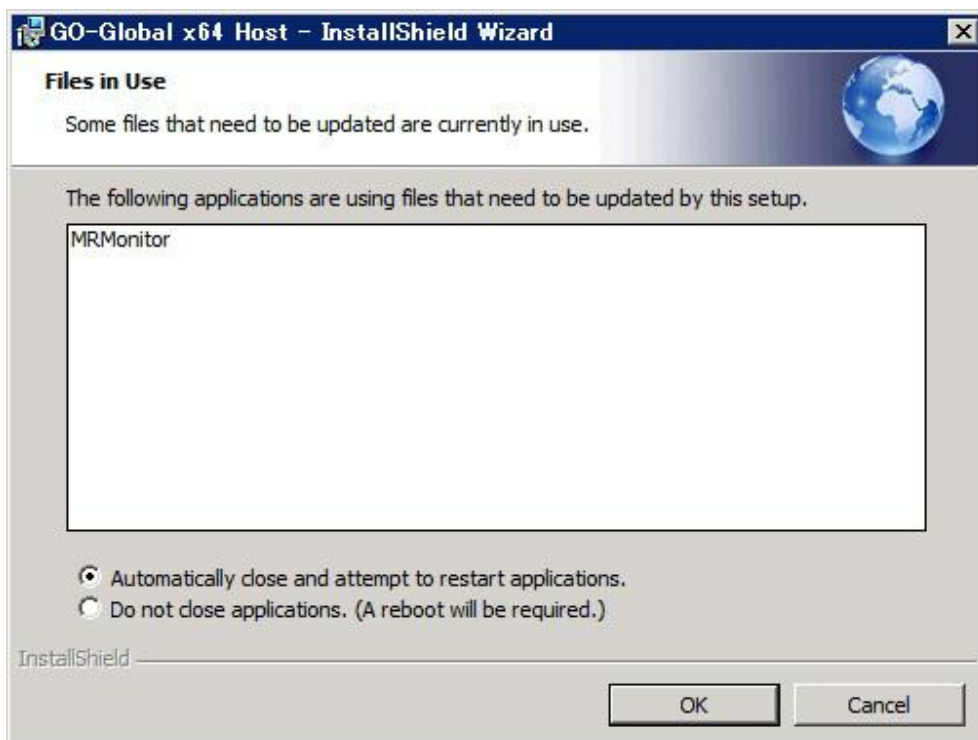 GO-Global x64 Host - InstallShield Wizard
Files in Use
Some files that need to be updated are currently in use.
The following applications are using files that need to be updated by this setup.
MRMonitor
Automatically close and attempt to restart applications.
Do not close applications. (A reboot will be required.)
InstallShield
OK
Cancel